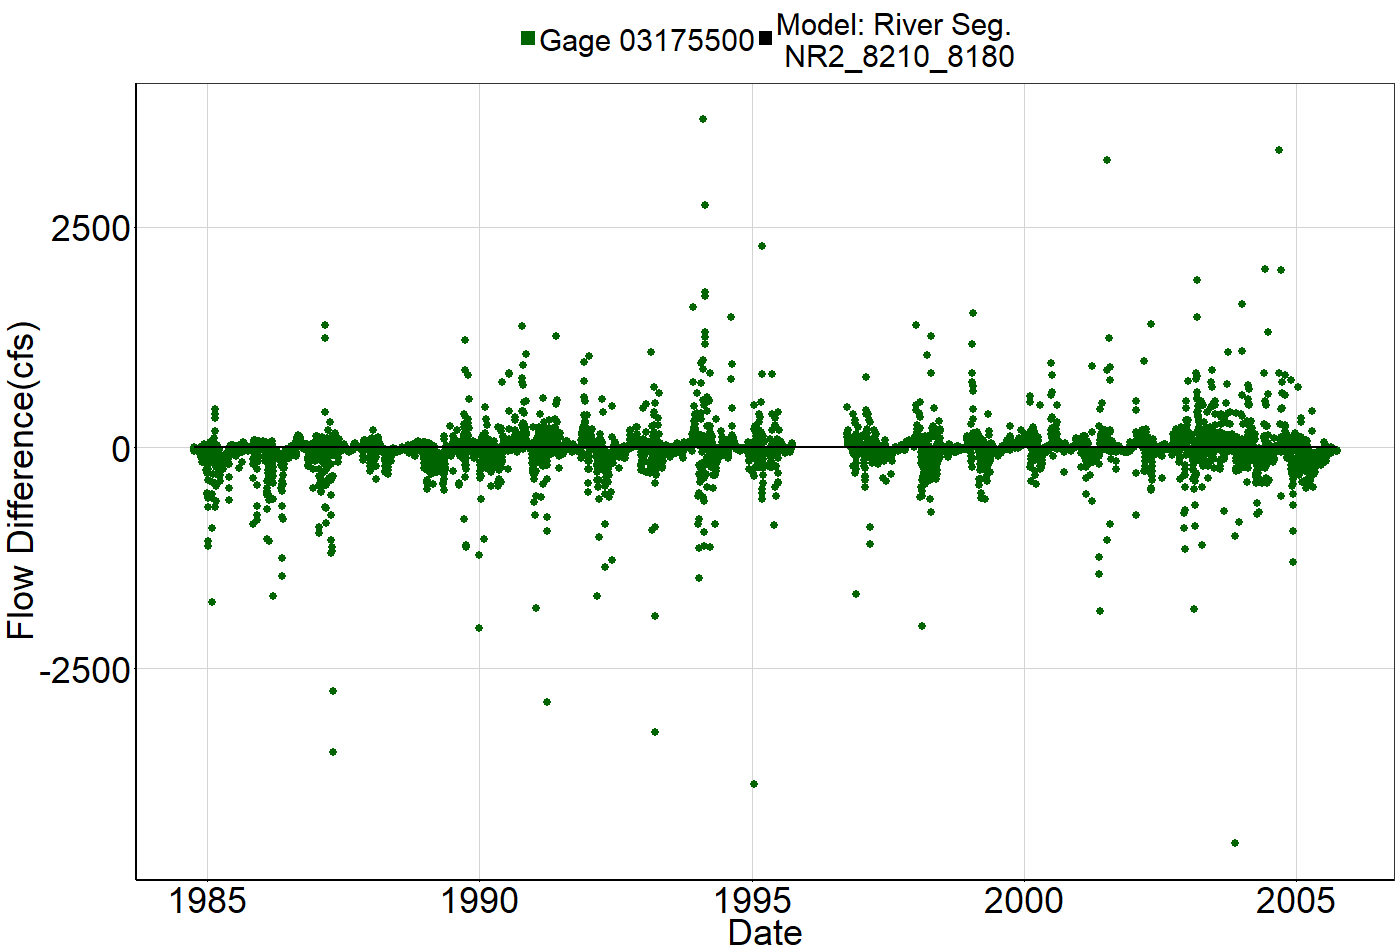 Gage 03175500
Model: River Seg.
NR2_8210_8180
Flow Difference(cfs)
2500
0
-2500
1985
1990
1995
2000
2005
Date